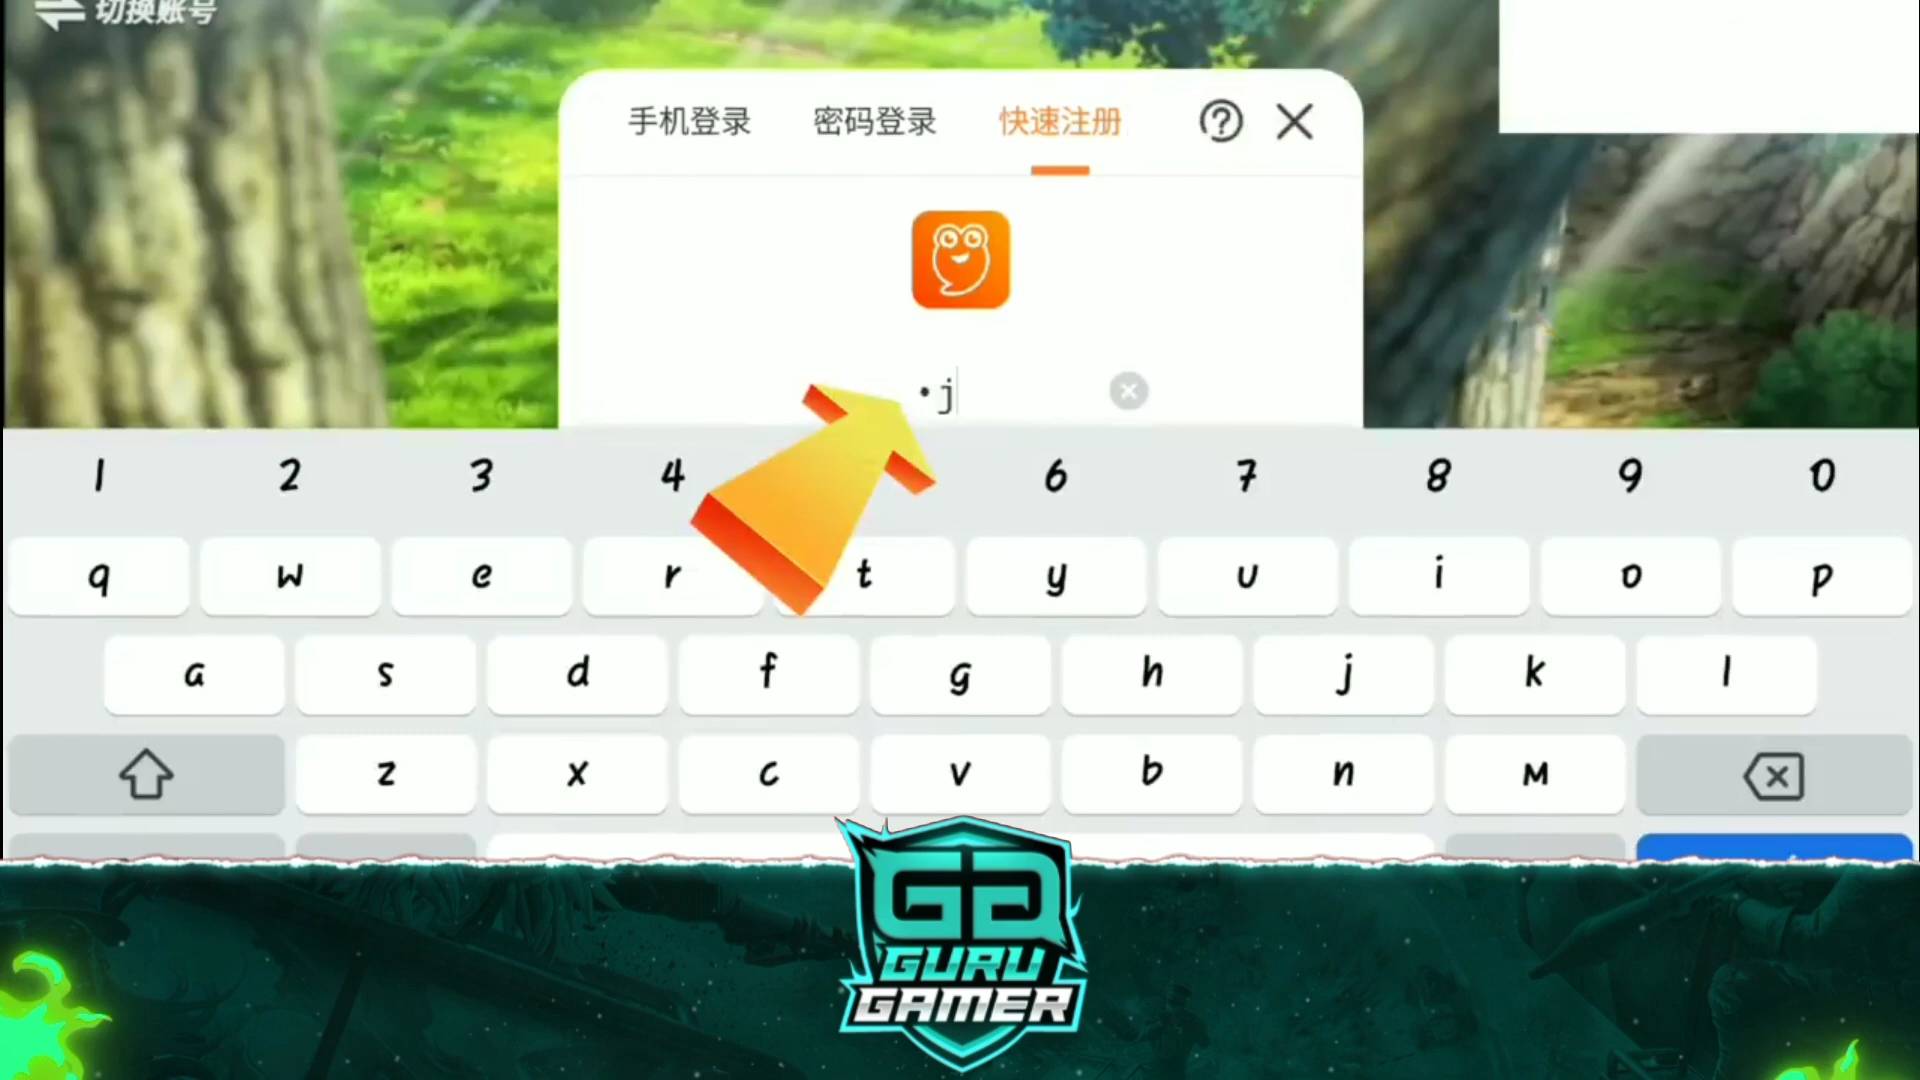 切换账号
手机登录 密码登录 快速注册
•j
1 2 3 4 6 7 8 9 0
q w e r t y u i o p
a s d f g h j k l
z x c v b n m
GG
GURU
GAMER